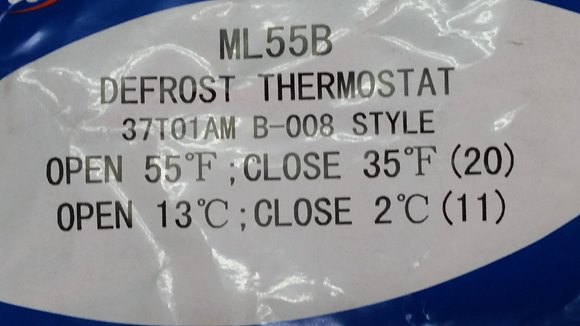 ML55B
DEFROST THERMOSTAT
37T01AM B-008 STYLE
OPEN 55℉;CLOSE 35℉(20)
OPEN 13℃;CLOSE 2℃(11)